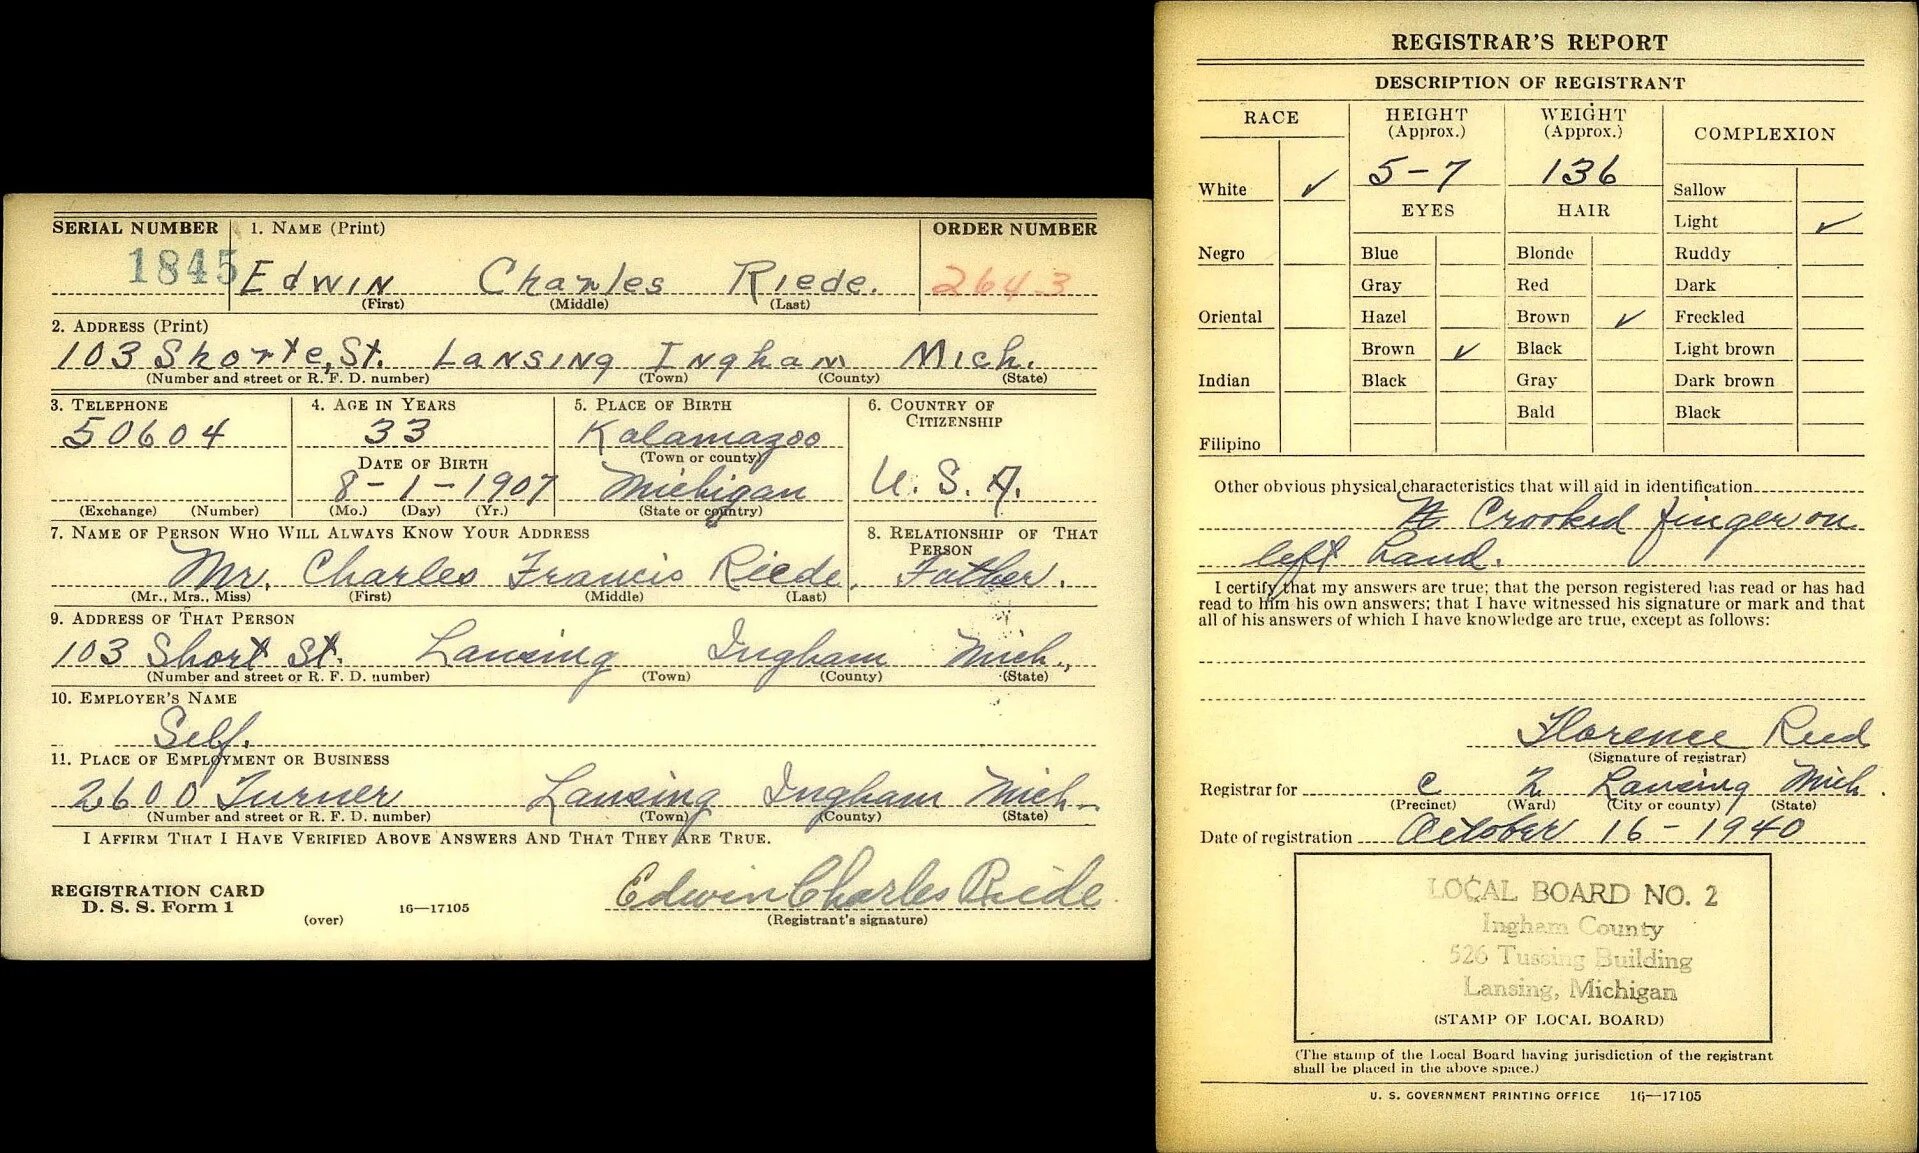 SERIAL NUMBER 1. NAME (Print) ORDER NUMBER
1845 Edwin Charles Riede. 2643
(First) (Middle) (Last)
2. ADDRESS (Print)
103 Shorte, St. Lansing Ingham Mich.
(Number and street or R. F. D. number) (Town) (County) (State)
3. TELEPHONE 4. AGE IN YEARS 5. PLACE OF BIRTH 6. COUNTRY OF
CITIZENSHIP
50604 33 Kalamazoo
(Town or county)
DATE OF BIRTH
8-1-1907 Michigan U. S. A.
(Exchange) (Number) (Mo.) (Day) (Yr.) (State or country)
7. NAME OF PERSON WHO WILL ALWAYS KNOW YOUR ADDRESS 8. RELATIONSHIP OF THAT
PERSON
Mr. Charles Francis Riede. Father.
(Mr., Mrs., Miss) (First) (Middle) (Last)
9. ADDRESS OF THAT PERSON
103 Short St. Lansing Ingham Mich.
(Number and street or R. F. D. number) (Town) (County) (State)
10. EMPLOYER'S NAME
Self.
11. PLACE OF EMPLOYMENT OR BUSINESS
2600 Turner Lansing Ingham Mich-
(Number and street or R. F. D. number) (Town) (County) (State)
I AFFIRM THAT I HAVE VERIFIED ABOVE ANSWERS AND THAT THEY ARE TRUE.
REGISTRATION CARD
D. S. S. Form 1
(over) 16—17105
Edwin Charles Riede
(Registrant's signature)
REGISTRAR'S REPORT
DESCRIPTION OF REGISTRANT
RACE HEIGHT WEIGHT COMPLEXION
(Approx.) (Approx.)
White ✓ 5-7 136 Sallow
EYES HAIR Light ✓
Negro Blue Blonde Ruddy
Gray Red Dark
Oriental Hazel Brown ✓ Freckled
Brown ✓ Black Light brown
Indian Black Gray Dark brown
Bald Black
Filipino
Other obvious physical characteristics that will aid in identification
Crooked finger on
left hand.
I certify that my answers are true; that the person registered has read or has had
read to him his own answers; that I have witnessed his signature or mark and that
all of his answers of which I have knowledge are true, except as follows:
Florence Reed
(Signature of registrar)
Registrar for C 2 Lansing Mich.
(Precinct) (Ward) (City or county) (State)
Date of registration October 16-1940
LOCAL BOARD NO. 2
Ingham County
526 Tussing Building
Lansing, Michigan
(STAMP OF LOCAL BOARD)
(The stamp of the Local Board having jurisdiction of the registrant
shall be placed in the above space.)
U. S. GOVERNMENT PRINTING OFFICE 16—17105